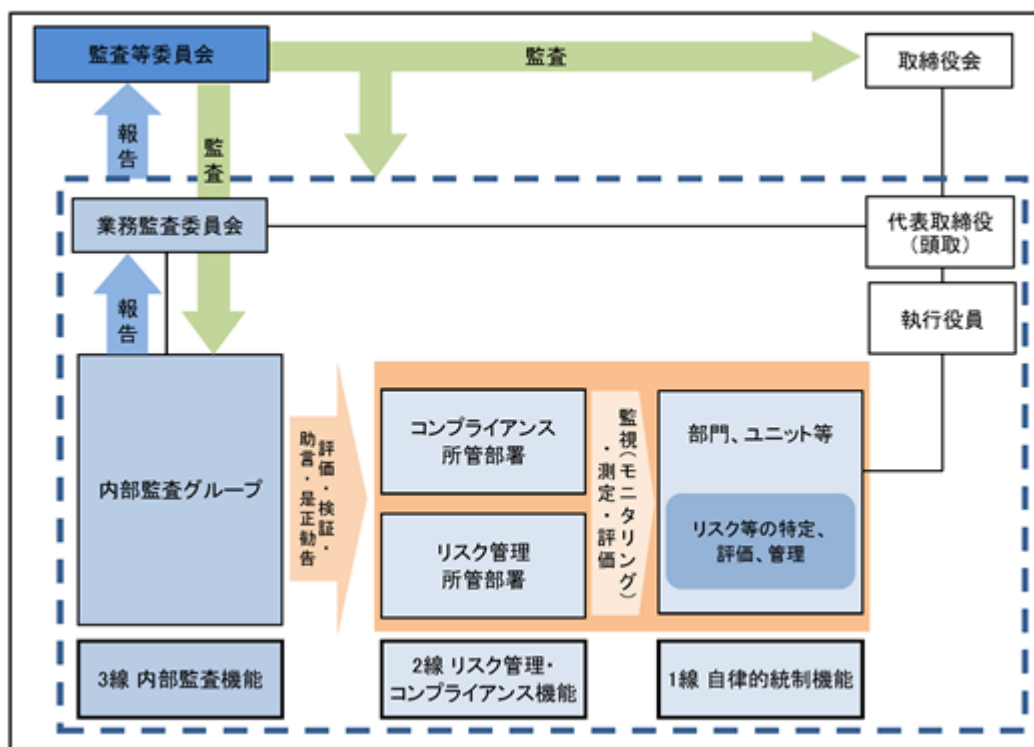 監査等委員会
監査
取締役会
報告
監査
業務監査委員会
代表取締役
(頭取)
執行役員
報告
内部監査グループ
評価・検証・
助言・是正勧告
コンプライアンス
所管部署
リスク管理
所管部署
監視(モニタリング)
・測定・評価
部門、ユニット等
リスク等の特定、
評価、管理
3線 内部監査機能
2線 リスク管理・
コンプライアンス機能
1線 自律的統制機能